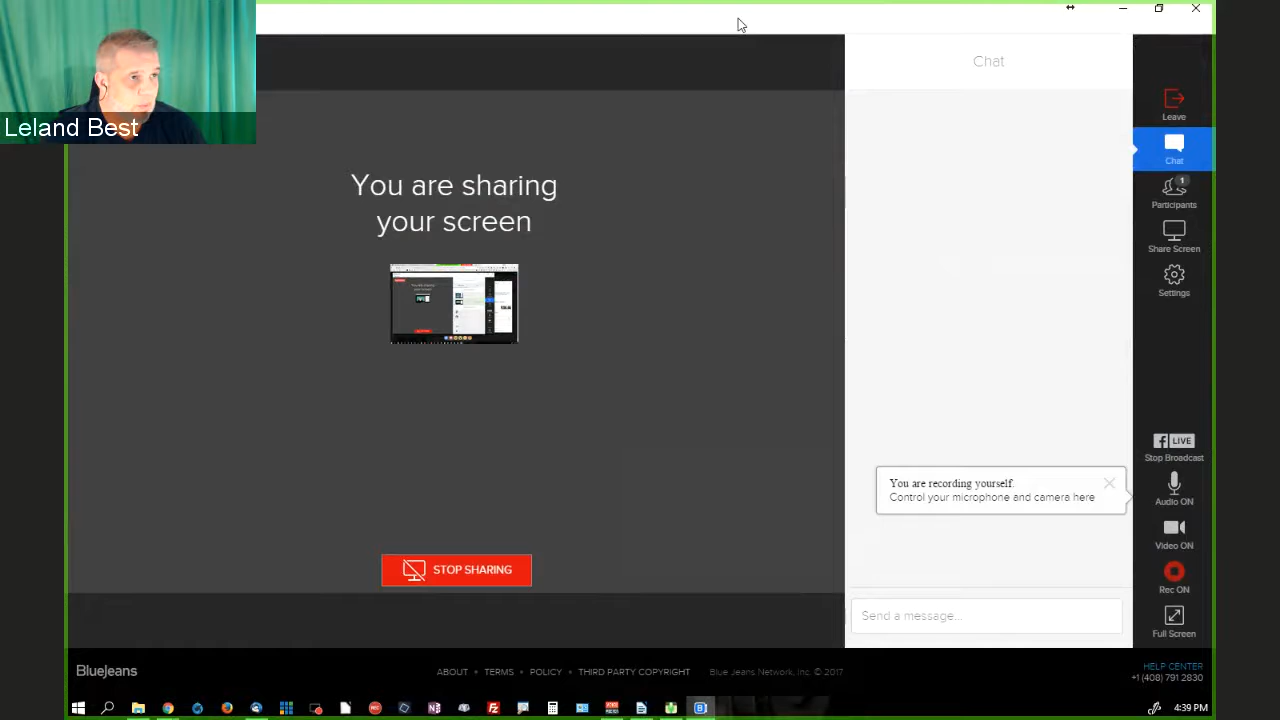 Leland Best
You are sharing
your screen
STOP SHARING
Chat
You are recording yourself.
Control your microphone and camera here
Send a message...
Leave
Chat
1
Participants
Share Screen
Settings
LIVE
Stop Broadcast
Audio ON
Video ON
Rec ON
Full Screen
BlueJeans
ABOUT • TERMS • POLICY • THIRD PARTY COPYRIGHT Blue Jeans Network, Inc. © 2017
HELP CENTER
+1 (408) 791 2830
4:39 PM